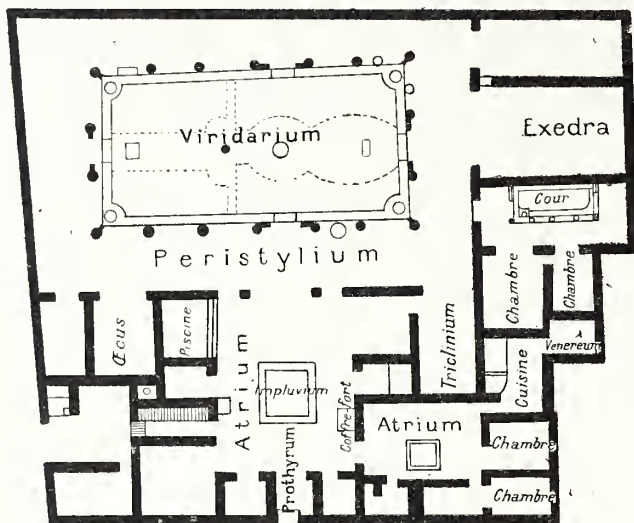 Viridarium
Exedra
Cour
Peristylium
Chambre
Chambre
Œcus
Piscine
Venereum
Triclinium
Cuisine
Atrium
Impluvium
Coffre-fort
Atrium
Prothyrum
Chambre
Chambre